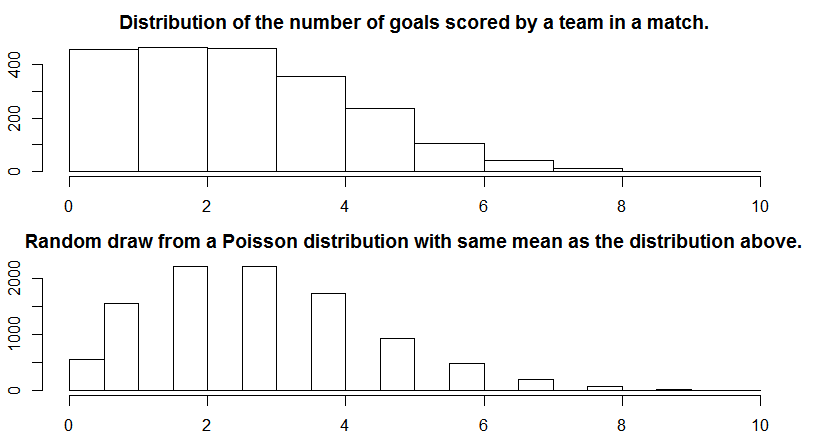 Distribution of the number of goals scored by a team in a match.
400
200
0
0 2 4 6 8 10
Random draw from a Poisson distribution with same mean as the distribution above.
2000
1000
0
0 2 4 6 8 10